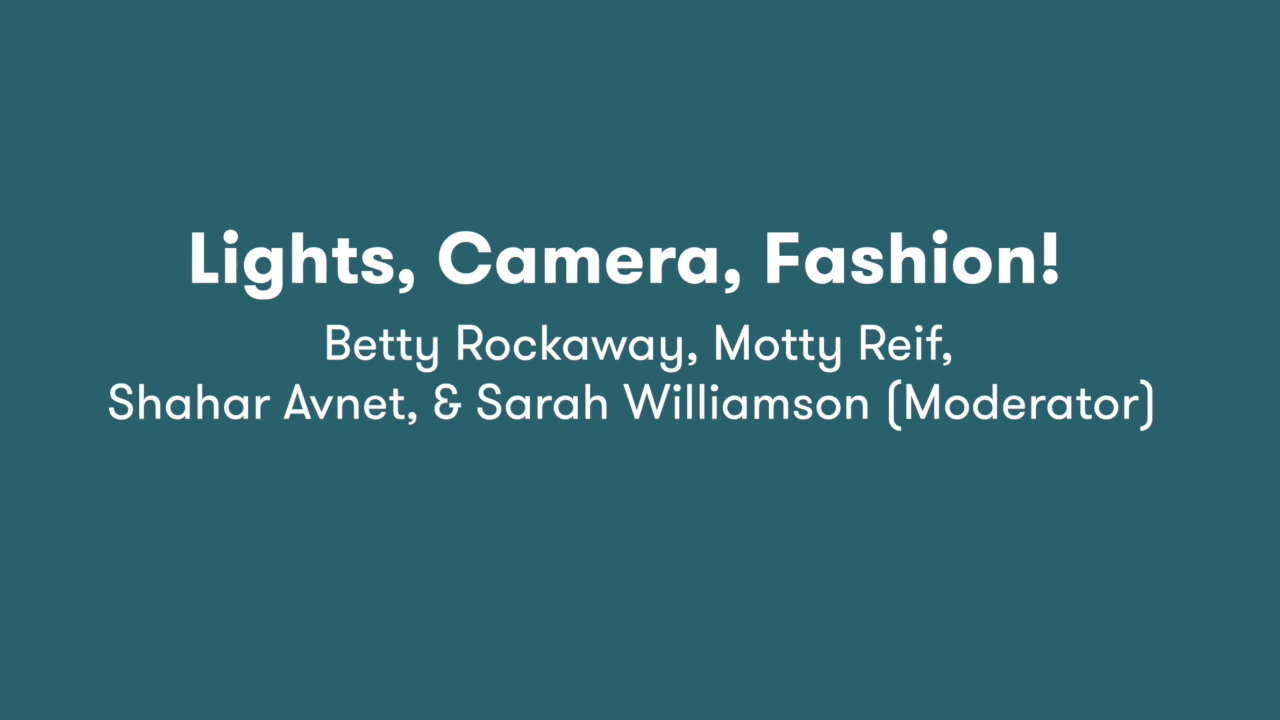 Lights, Camera, Fashion!
Betty Rockaway, Motty Reif,
Shahar Avnet, & Sarah Williamson (Moderator)